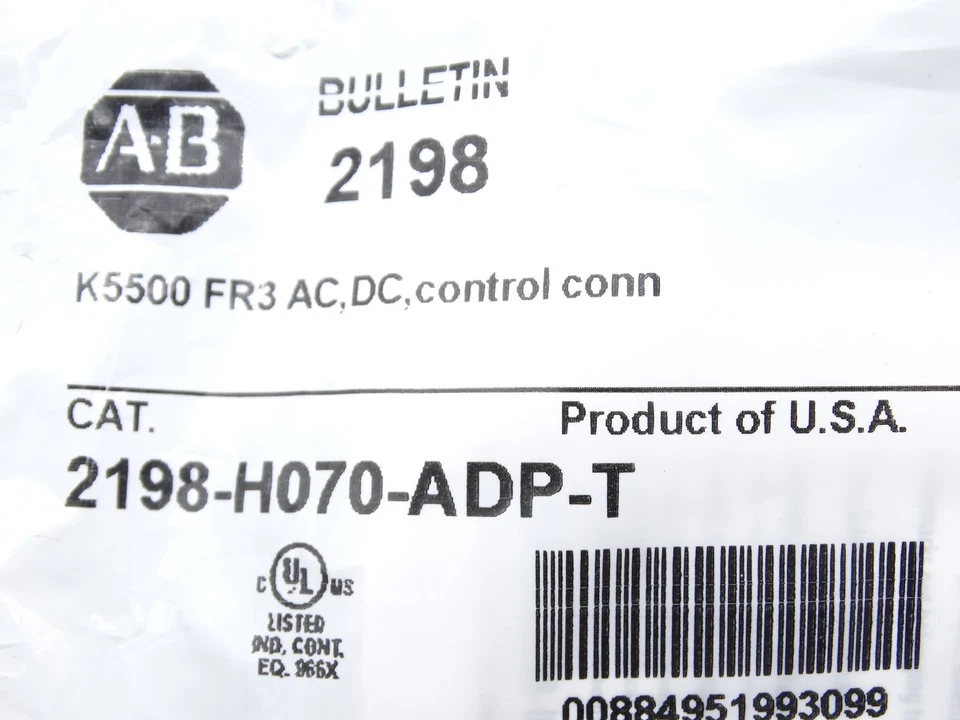 A·B
BULLETIN
2198
K5500 FR3 AC,DC,control conn
CAT.
Product of U.S.A.
2198-H070-ADP-T
C UL US
LISTED
IND. CONT.
EQ. 966X
00884951993099